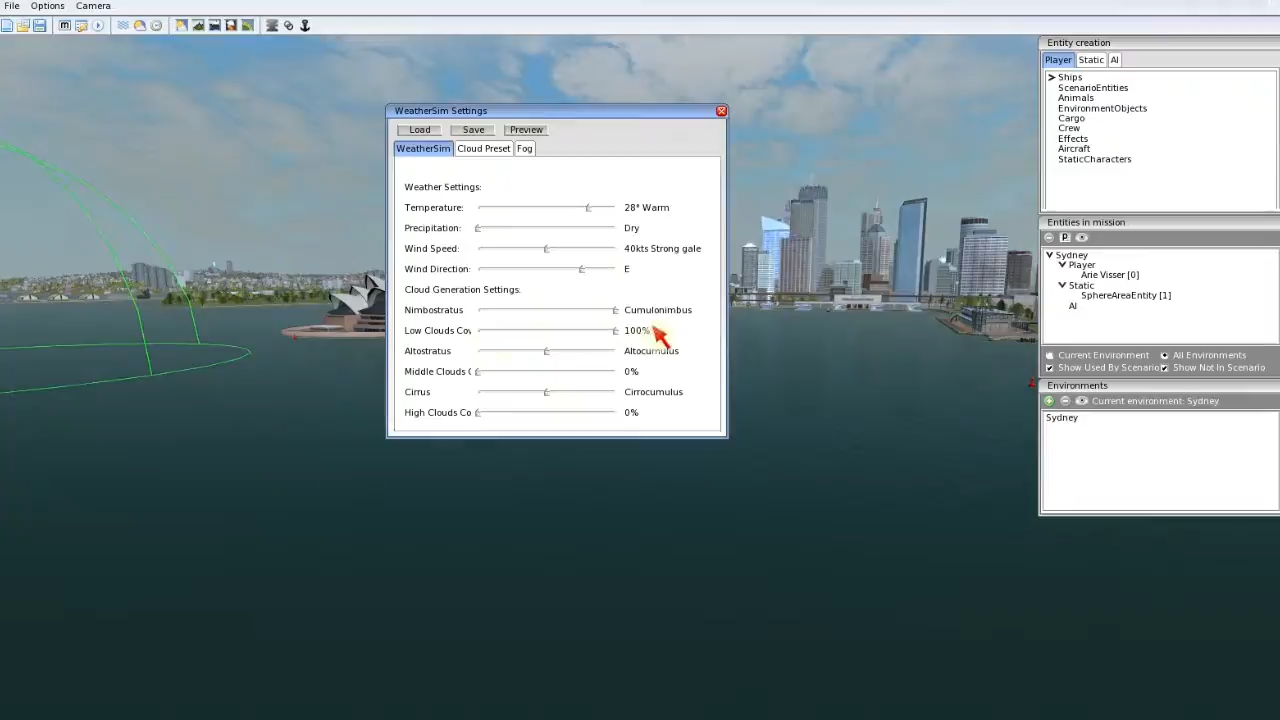 File Options Camera
m
Entity creation
Player Static AI
Ships
ScenarioEntities
Animals
EnvironmentObjects
Cargo
Crew
Effects
Aircraft
StaticCharacters
Entities in mission
P
Sydney
Player
Arie Visser [0]
Static
SphereAreaEntity [1]
AI
Current Environment All Environments
Show Used By Scenario Show Not In Scenario
Environments
Current environment: Sydney
Sydney
WeatherSim Settings
Load Save Preview
WeatherSim Cloud Preset Fog
Weather Settings:
Temperature: 28° Warm
Precipitation: Dry
Wind Speed: 40kts Strong gale
Wind Direction: E
Cloud Generation Settings:
Nimbostratus Cumulonimbus
Low Clouds Cov 100%
Altostratus Altocumulus
Middle Clouds ( 0%
Cirrus Cirrocumulus
High Clouds Co 0%